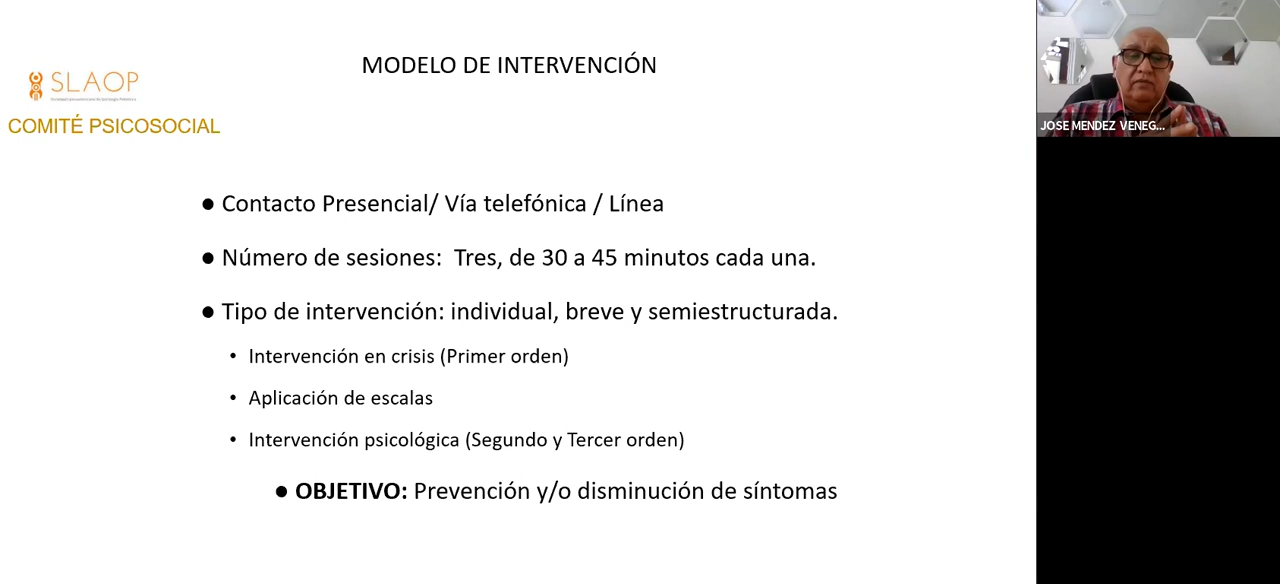 MODELO DE INTERVENCIÓN
SLAOP
COMITÉ PSICOSOCIAL
● Contacto Presencial/ Vía telefónica / Línea
● Número de sesiones:  Tres, de 30 a 45 minutos cada una.
● Tipo de intervención: individual, breve y semiestructurada.
• Intervención en crisis (Primer orden)
• Aplicación de escalas
• Intervención psicológica (Segundo y Tercer orden)
● OBJETIVO: Prevención y/o disminución de síntomas
JOSE MENDEZ VENEG...